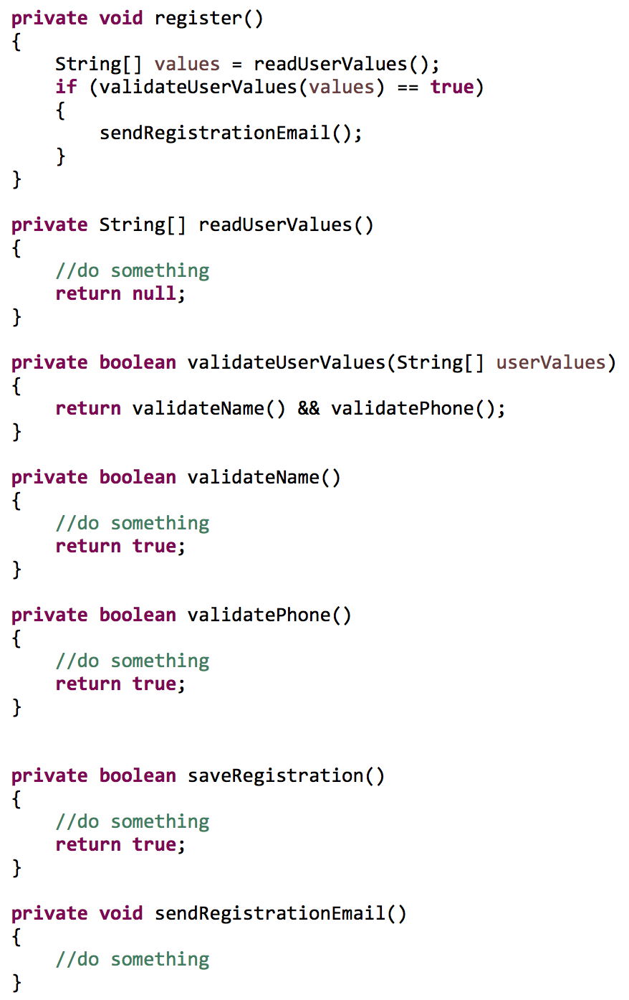 private void register()
{
    String[] values = readUserValues();
    if (validateUserValues(values) == true)
    {
        sendRegistrationEmail();
    }
}

private String[] readUserValues()
{
    //do something
    return null;
}

private boolean validateUserValues(String[] userValues)
{
    return validateName() && validatePhone();
}

private boolean validateName()
{
    //do something
    return true;
}

private boolean validatePhone()
{
    //do something
    return true;
}

private boolean saveRegistration()
{
    //do something
    return true;
}

private void sendRegistrationEmail()
{
    //do something
}